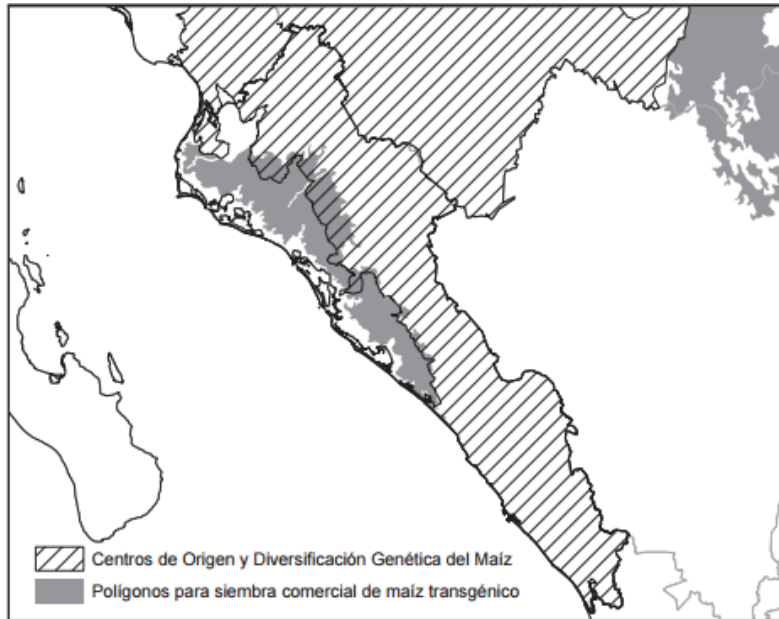 Centros de Origen y Diversificación Genética del Maíz
Polígonos para siembra comercial de maíz transgénico